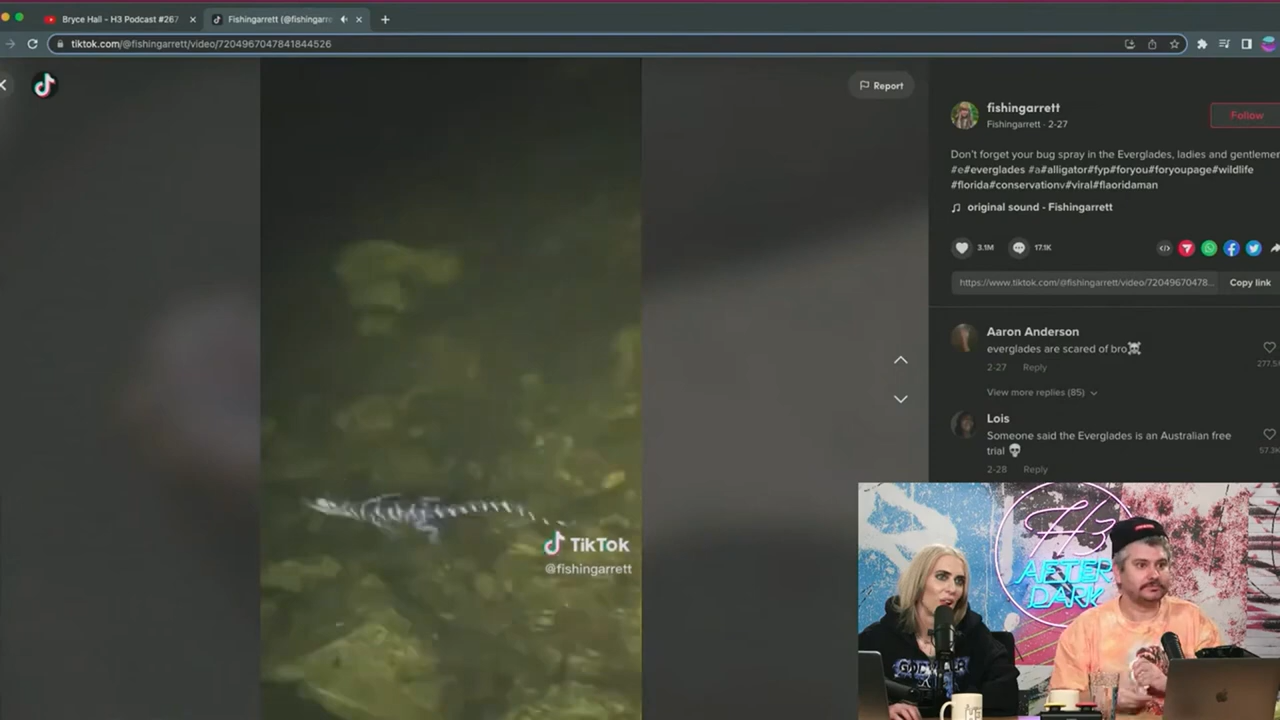 Bryce Hall - H3 Podcast #267
Fishingarrett (@fishingarre
tiktok.com/@fishingarrett/video/7204967047841844526
Report
fishingarrett
Fishingarrett · 2-27
Follow
Don't forget your bug spray in the Everglades, ladies and gentlemen
#e#everglades #a#alligator#fyp#foryou#foryoupage#wildlife
#florida#conservationv#viral#flaoridaman
original sound - Fishingarrett
3.1M
17.1K
https://www.tiktok.com/@fishingarrett/video/72049670478...
Copy link
Aaron Anderson
everglades are scared of bro☠️
277.5
2-27 Reply
View more replies (85)
Lois
Someone said the Everglades is an Australian free
trial 💀
57.3K
2-28 Reply
TikTok
@fishingarrett
H3
AFTER
DARK